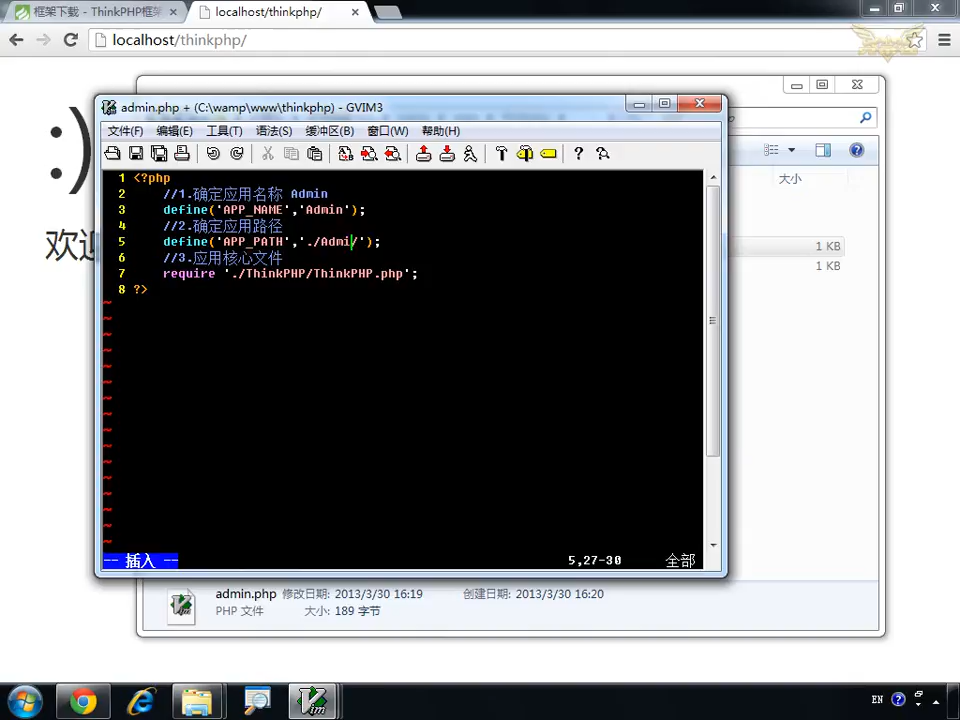 框架下载 - ThinkPHP框架
localhost/thinkphp/
localhost/thinkphp/
:)
欢迎
大小
1 KB
1 KB
admin.php + (C:\wamp\www\thinkphp) - GVIM3
文件(F) 编辑(E) 工具(T) 语法(S) 缓冲区(B) 窗口(W) 帮助(H)
1 <?php
2 //1.确定应用名称 Admin
3 define('APP_NAME','Admin');
4 //2.确定应用路径
5 define('APP_PATH','./Admi/');
6 //3.应用核心文件
7 require './ThinkPHP/ThinkPHP.php';
8 ?>
-- 插入 -- 5,27-30 全部
admin.php 修改日期: 2013/3/30 16:19 创建日期: 2013/3/30 16:20
PHP 文件 大小: 189 字节
EN